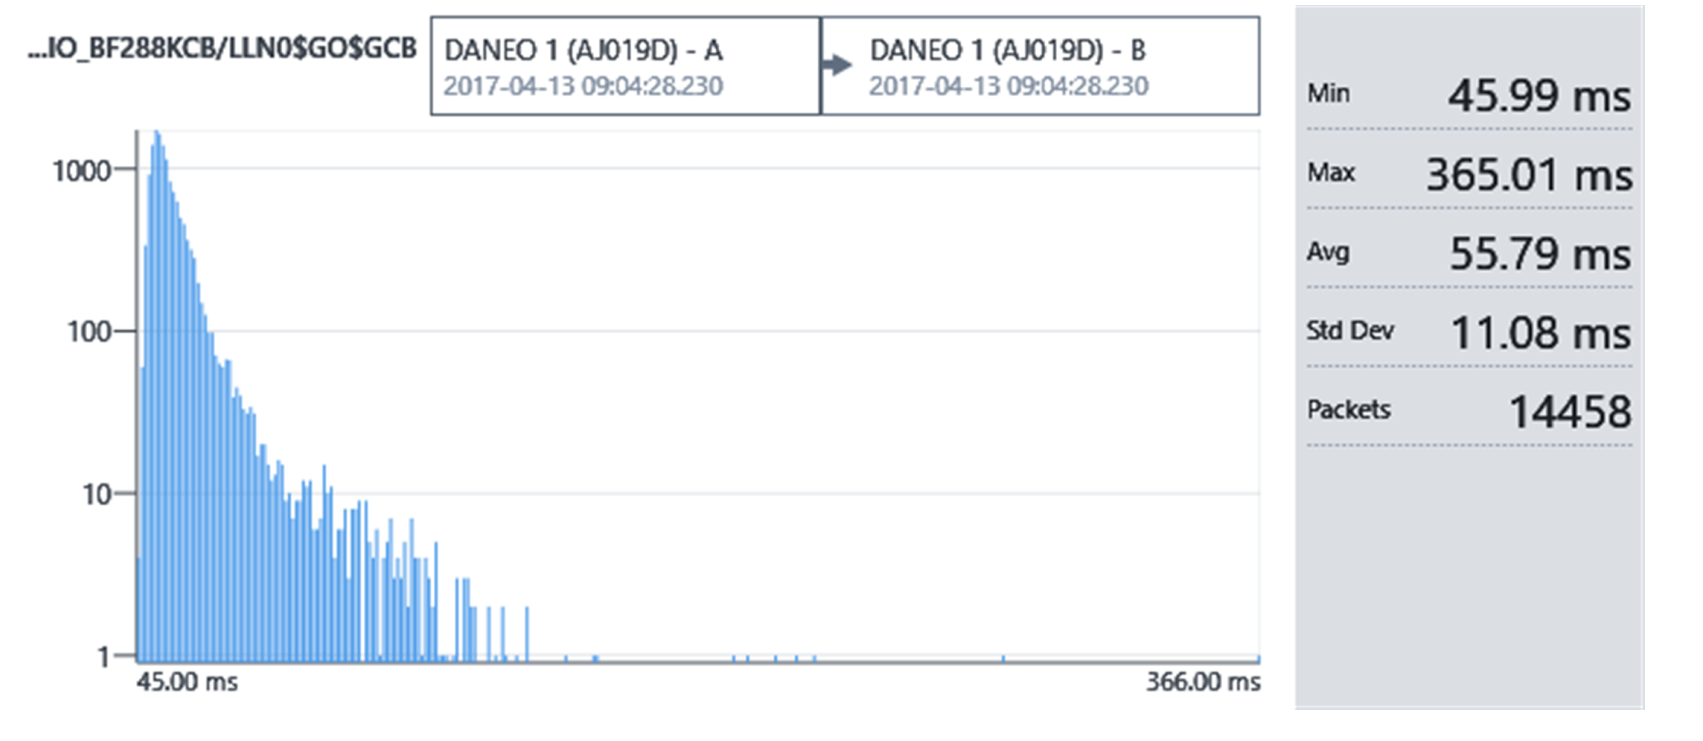 ...IO_BF288KCB/LLN0$GO$GCB
DANEO 1 (AJ019D) - A
2017-04-13 09:04:28.230
DANEO 1 (AJ019D) - B
2017-04-13 09:04:28.230
1000
100
10
1
45.00 ms
366.00 ms
Min 45.99 ms
Max 365.01 ms
Avg 55.79 ms
Std Dev 11.08 ms
Packets 14458